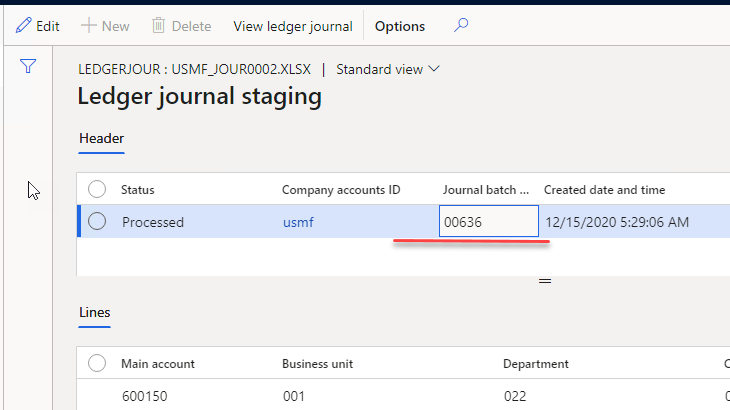 Edit New Delete View ledger journal Options
LEDGERJOUR : USMF_JOUR0002.XLSX | Standard view
Ledger journal staging
Header
Status Company accounts ID Journal batch ... Created date and time
Processed usmf 00636 12/15/2020 5:29:06 AM
Lines
Main account Business unit Department
600150 001 022